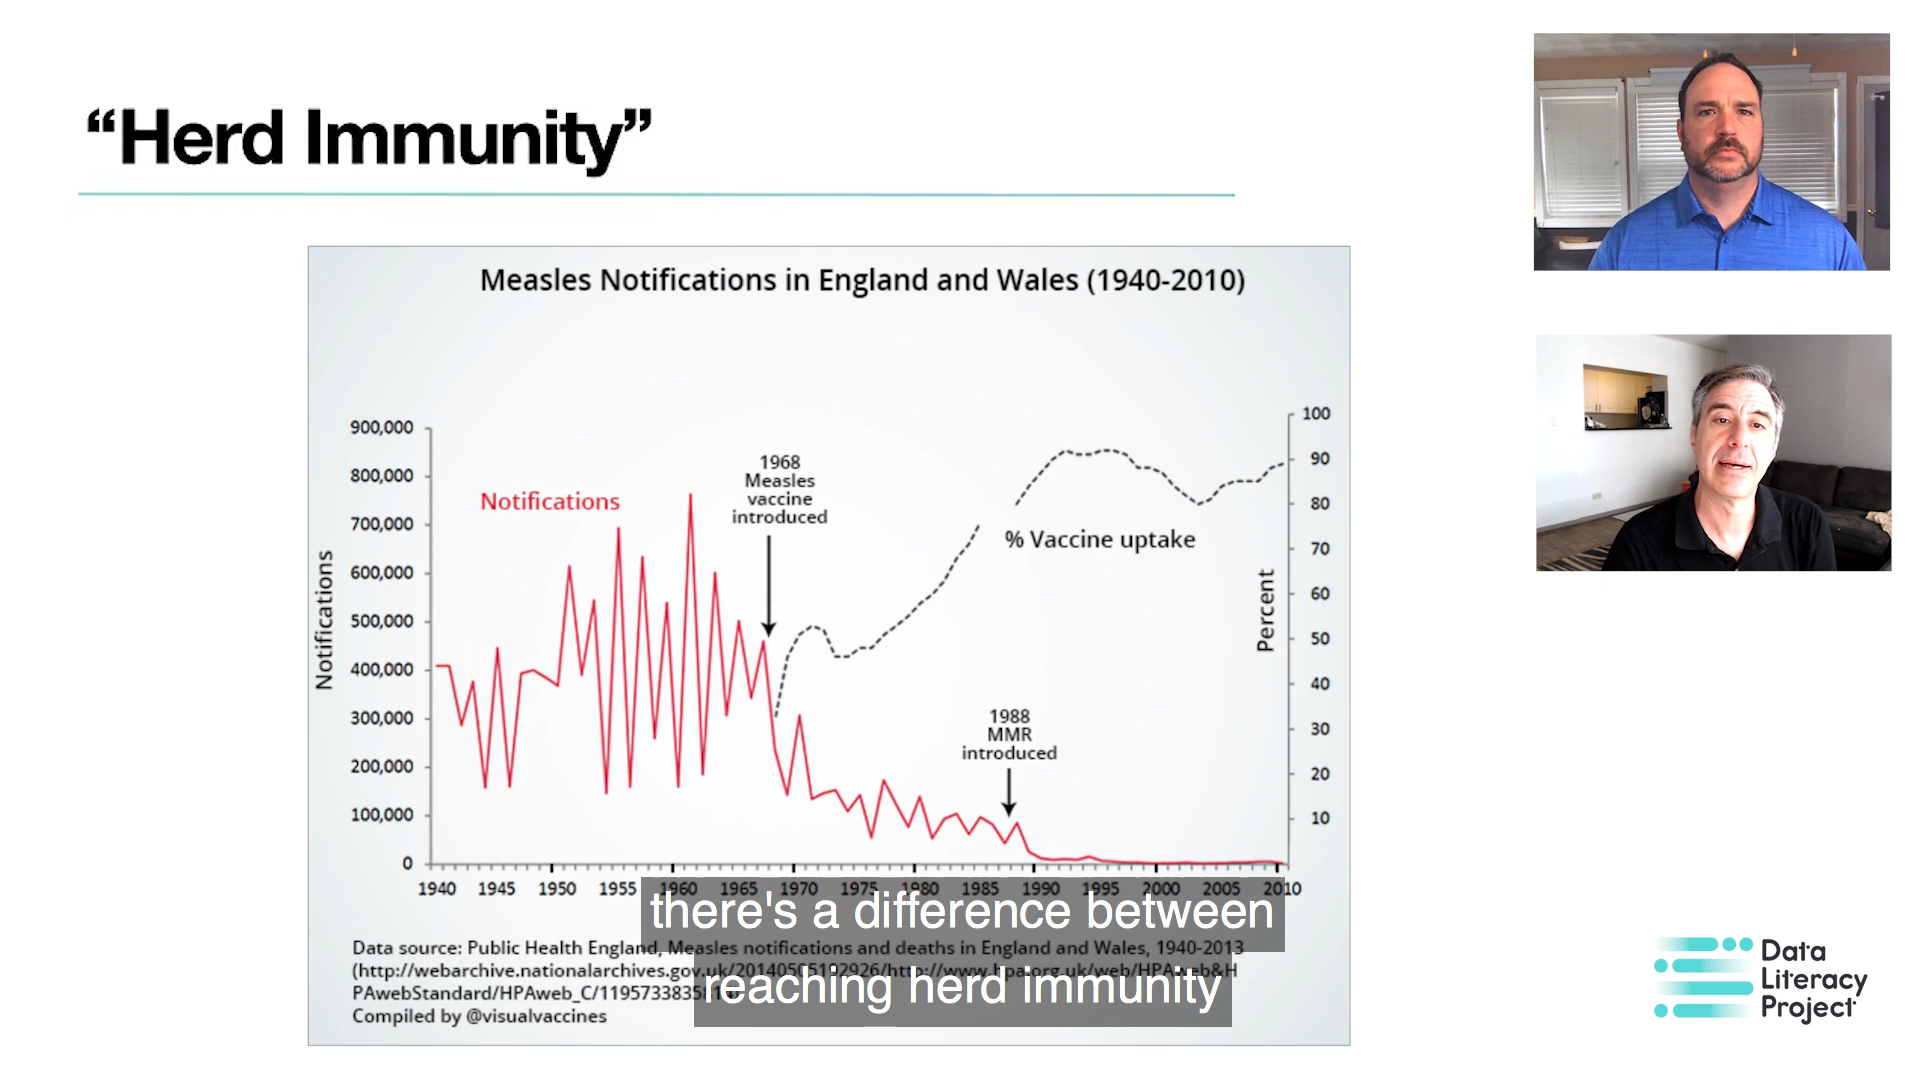 “Herd Immunity”
Measles Notifications in England and Wales (1940-2010)
900,000
800,000
700,000
600,000
500,000
400,000
300,000
200,000
100,000
0
Notifications
Notifications
1968
Measles
vaccine
introduced
% Vaccine uptake
1988
MMR
introduced
100
90
80
70
60
50
40
30
20
10
Percent
1940 1945 1950 1955 1960 1965 1970 1975 1980 1985 1990 1995 2000 2005 2010
there's a difference between
reaching herd immunity
Data source: Public Health England, Measles notifications and deaths in England and Wales, 1940-2013
(http://webarchive.nationalarchives.gov.uk/20140505192926/http://www.hpa.org.uk/web/HPAweb&H
PAwebStandard/HPAweb_C/1195733835814)
Compiled by @visualvaccines
Data
Literacy
Project